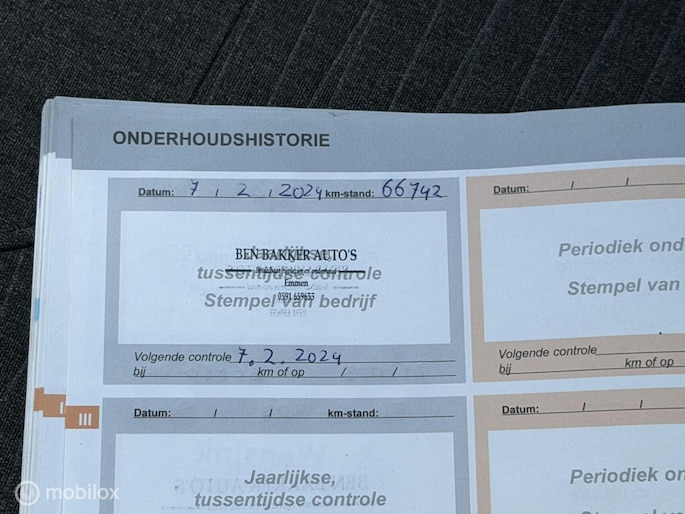 ONDERHOUDSHISTORIE
Datum: 7 / 2 / 2024 km-stand: 66742
BEN BAKKER AUTO'S
tussentijdse controle
Emmen
Stempel van bedrijf
0591 659633
Volgende controle 7.2.2024
bij km of op / /
Datum: / /
Periodiek ond
Stempel van
Volgende controle
bij km of op
III
Datum: / / km-stand:
Jaarlijkse,
tussentijdse controle
Datum: / /
Periodiek on
mobilox